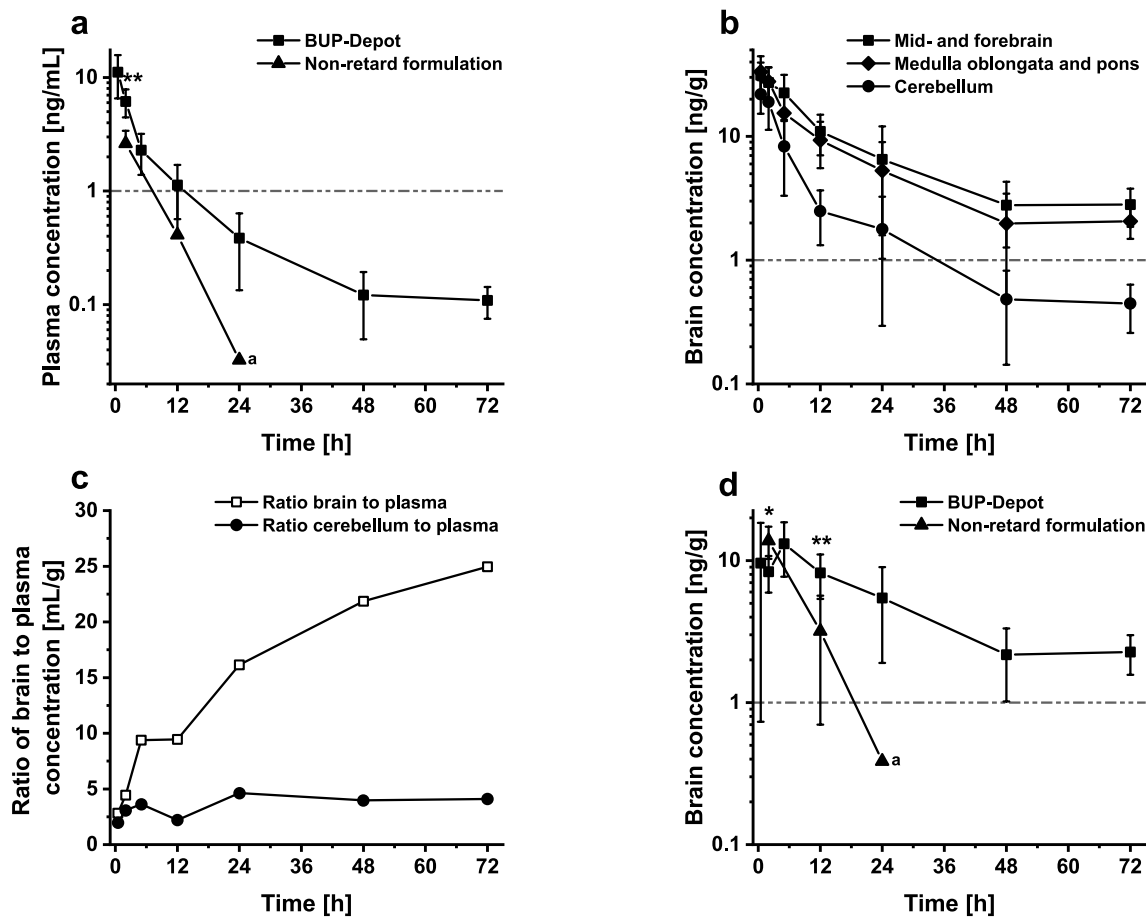 a
BUP-Depot
Non-retard formulation
**
Plasma concentration [ng/mL]
10
1
0.1
a
0 12 24 36 48 60 72
Time [h]
b
Mid- and forebrain
Medulla oblongata and pons
Cerebellum
Brain concentration [ng/g]
10
1
0.1
0 12 24 36 48 60 72
Time [h]
c
Ratio brain to plasma
Ratio cerebellum to plasma
Ratio of brain to plasma
concentration [mL/g]
30
25
20
15
10
5
0
0 12 24 36 48 60 72
Time [h]
d
BUP-Depot
Non-retard formulation
*
**
Brain concentration [ng/g]
10
1
0.1
a
0 12 24 36 48 60 72
Time [h]